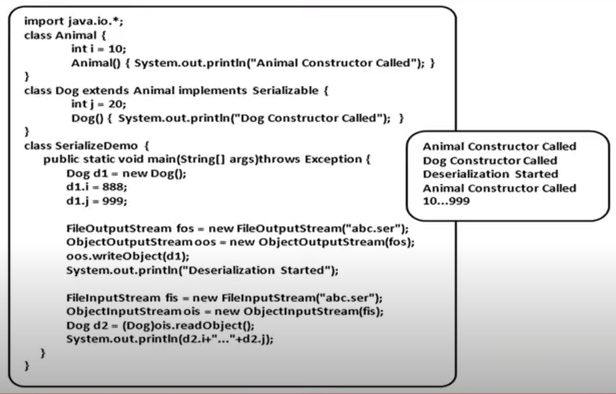 import java.io.*;
class Animal {
int i = 10;
Animal() { System.out.println("Animal Constructor Called"); }
}
class Dog extends Animal implements Serializable {
int j = 20;
Dog() { System.out.println("Dog Constructor Called"); }
}
class SerializeDemo {
public static void main(String[] args)throws Exception {
Dog d1 = new Dog();
d1.i = 888;
d1.j = 999;
FileOutputStream fos = new FileOutputStream("abc.ser");
ObjectOutputStream oos = new ObjectOutputStream(fos);
oos.writeObject(d1);
System.out.println("Deserialization Started");
FileInputStream fis = new FileInputStream("abc.ser");
ObjectInputStream ois = new ObjectInputStream(fis);
Dog d2 = (Dog)ois.readObject();
System.out.println(d2.i+"..."+d2.j);
}
}
Animal Constructor Called
Dog Constructor Called
Deserialization Started
Animal Constructor Called
10...999